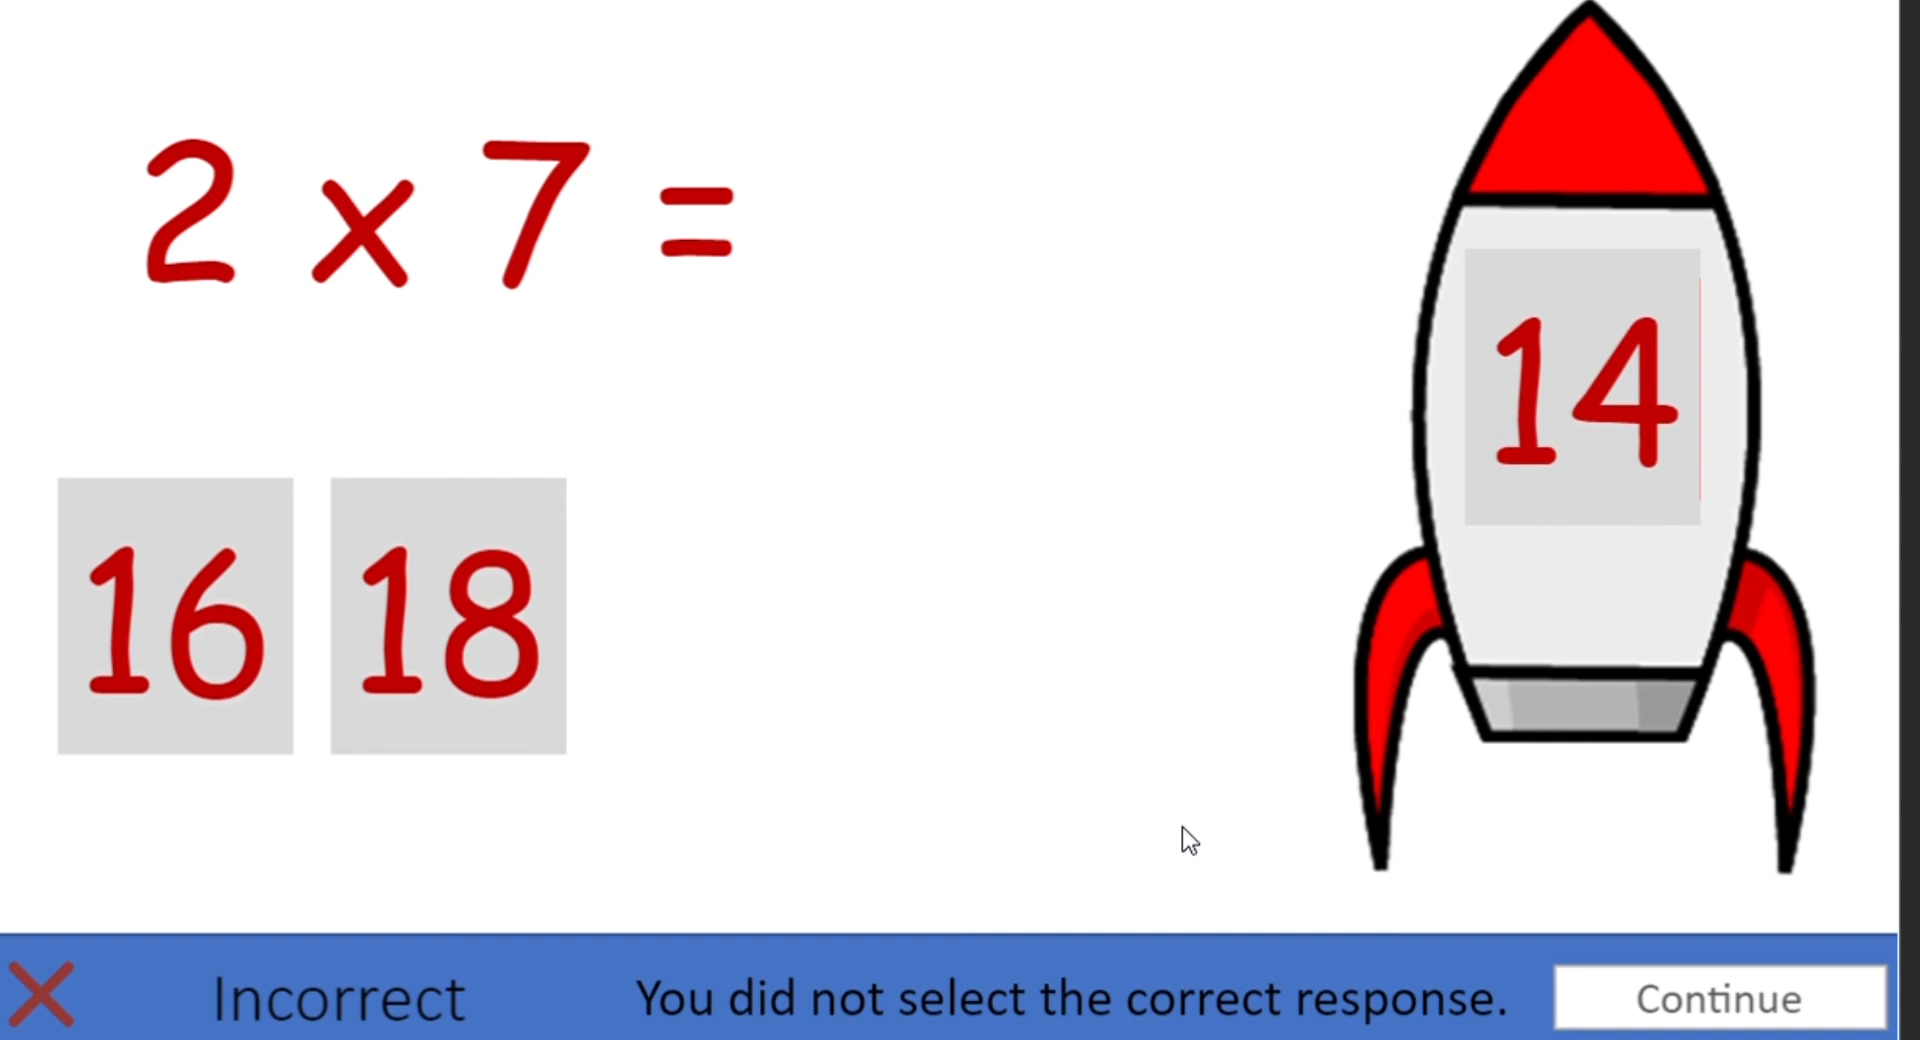 2 x 7 =
14
16 18
Incorrect You did not select the correct response. Continue